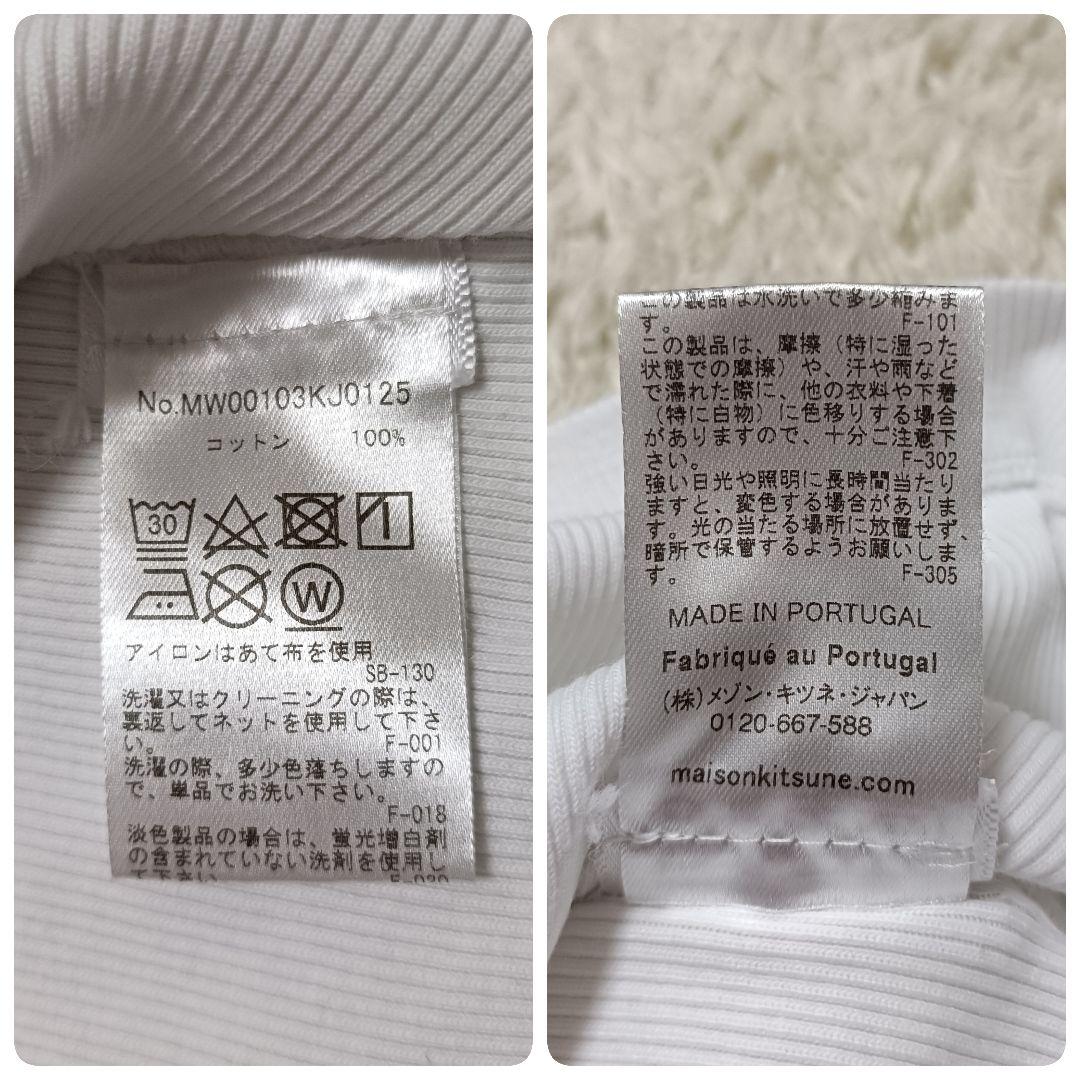 No.MW00103KJ0125
コットン 100%
30
W
アイロンはあて布を使用
SB-130
洗濯又はクリーニングの際は、
裏返してネットを使用して下さ
い。 F-001
洗濯の際、多少色落ちしますの
で、単品でお洗い下さい。
F-018
淡色製品の場合は、蛍光増白剤
の含まれていない洗剤を使用し
て下さい F-020
この製品は水洗いで多少縮みま
す。 F-101
この製品は、摩擦（特に湿った
状態での摩擦）や、汗や雨など
で濡れた際に、他の衣料や下着
（特に白物）に色移りする場合
がありますので、十分ご注意下
さい。 F-302
強い日光や照明に長時間当たり
ますと、変色する場合がありま
す。光の当たる場所に放置せず、
暗所で保管するようお願いしま
す。 F-305
MADE IN PORTUGAL
Fabriqué au Portugal
(株)メゾン・キツネ・ジャパン
0120-667-588
maisonkitsune.com